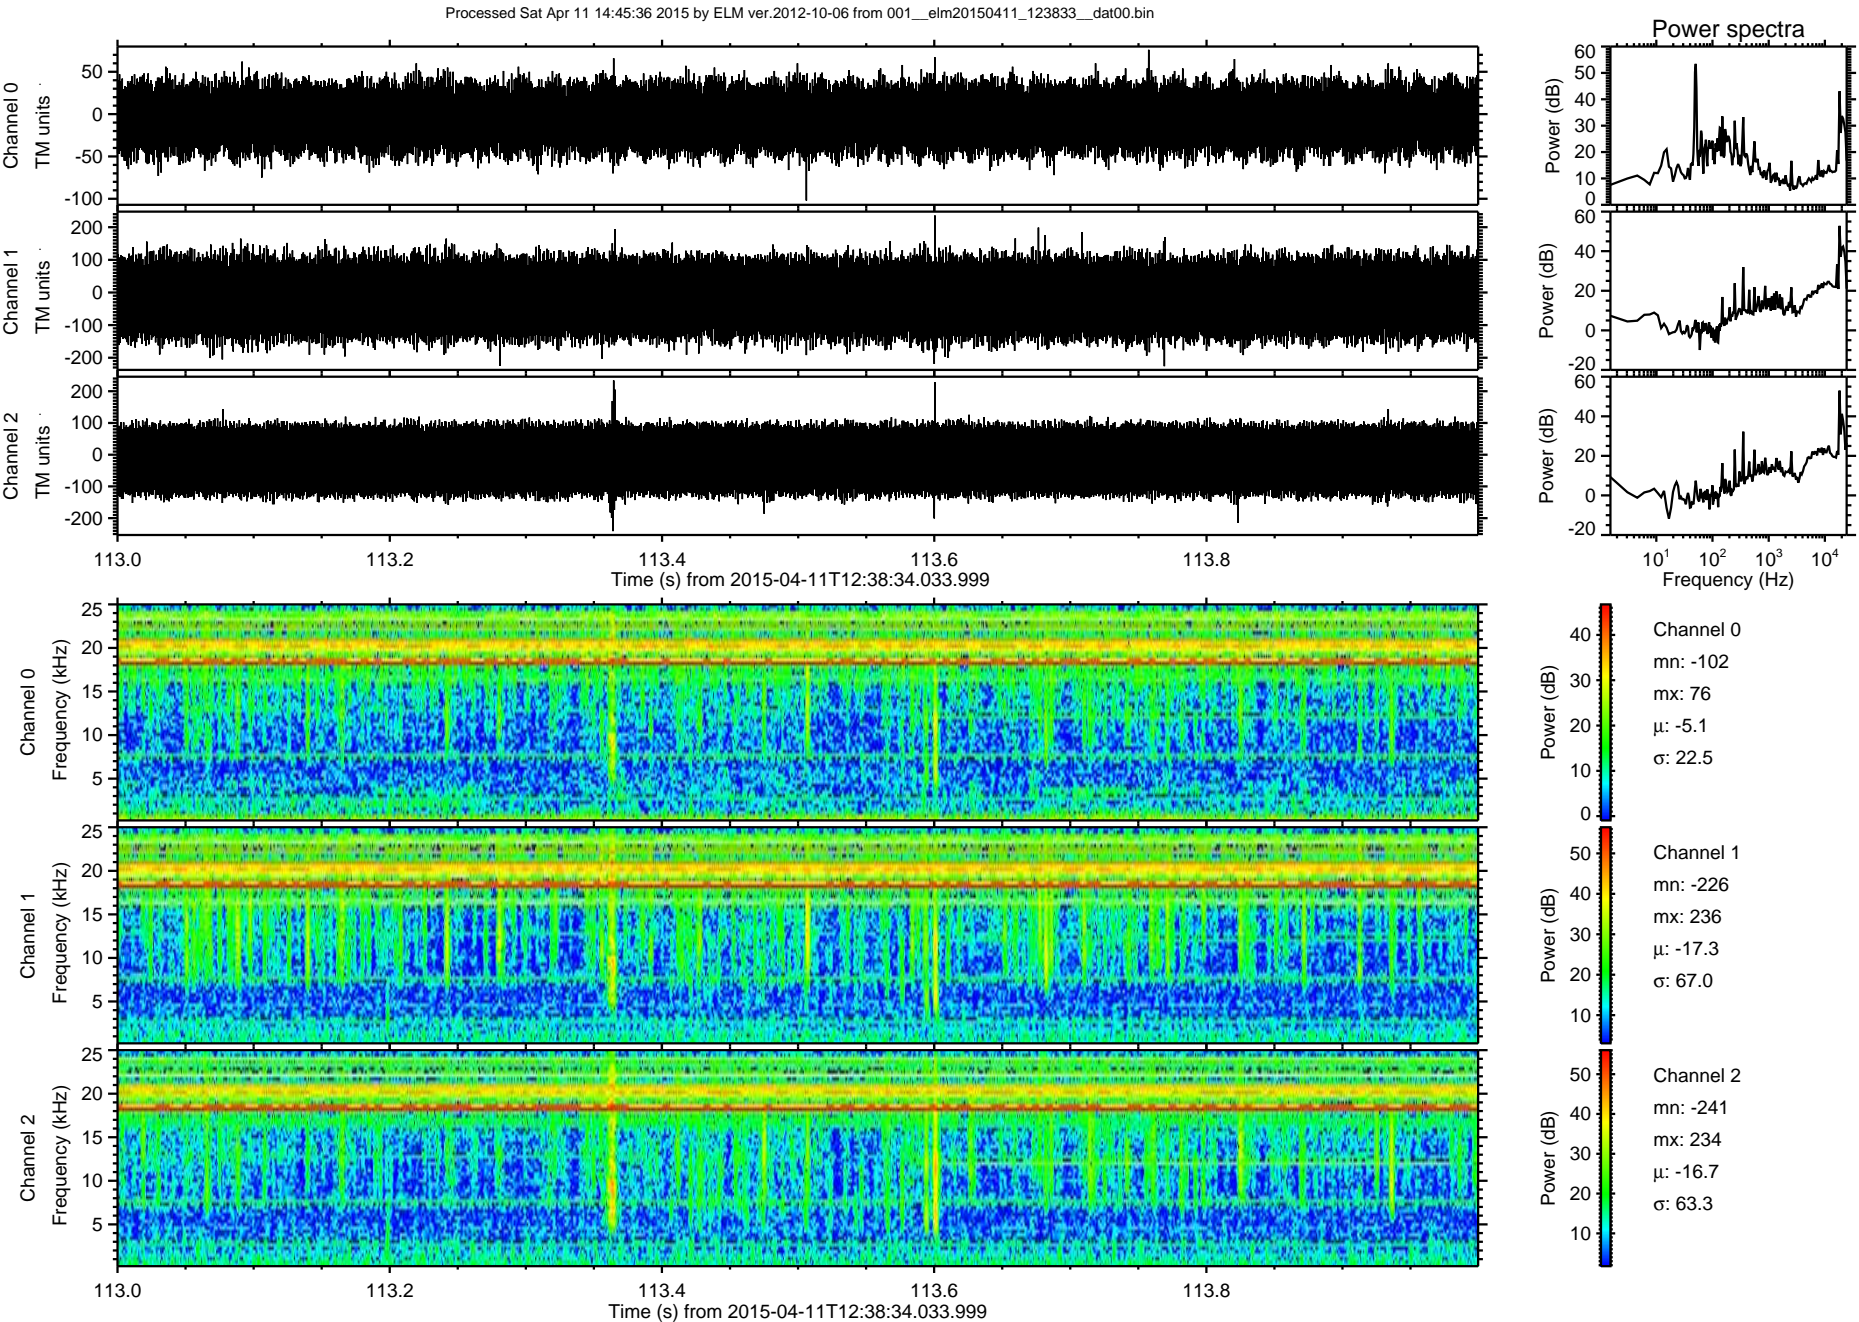 Processed Sat Apr 11 14:45:36 2015 by ELM ver.2012-10-06 from 001__elm20150411_123833__dat00.bin
Power spectra
Channel 0
TM units
50
0
-50
-100
Power (dB)
60
50
40
30
20
10
0
Channel 1
TM units
200
100
0
-100
-200
Power (dB)
60
40
20
0
-20
Channel 2
TM units
200
100
0
-100
-200
Power (dB)
60
40
20
0
-20
113.0 113.2 113.4 113.6 113.8
Time (s) from 2015-04-11T12:38:34.033.999
10¹ 10² 10³ 10⁴
Frequency (Hz)
Channel 0
Frequency (kHz)
25
20
15
10
5
Power (dB)
40
30
20
10
0
Channel 0
mn: -102
mx: 76
μ: -5.1
σ: 22.5
Channel 1
Frequency (kHz)
25
20
15
10
5
Power (dB)
50
40
30
20
10
Channel 1
mn: -226
mx: 236
μ: -17.3
σ: 67.0
Channel 2
Frequency (kHz)
25
20
15
10
5
Power (dB)
50
40
30
20
10
Channel 2
mn: -241
mx: 234
μ: -16.7
σ: 63.3
113.0 113.2 113.4 113.6 113.8
Time (s) from 2015-04-11T12:38:34.033.999